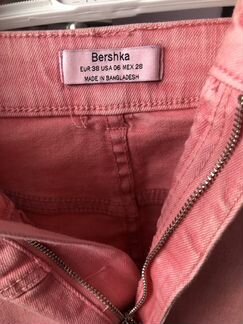 Bershka
EUR 38 USA 06 MEX 28
MADE IN BANGLADESH